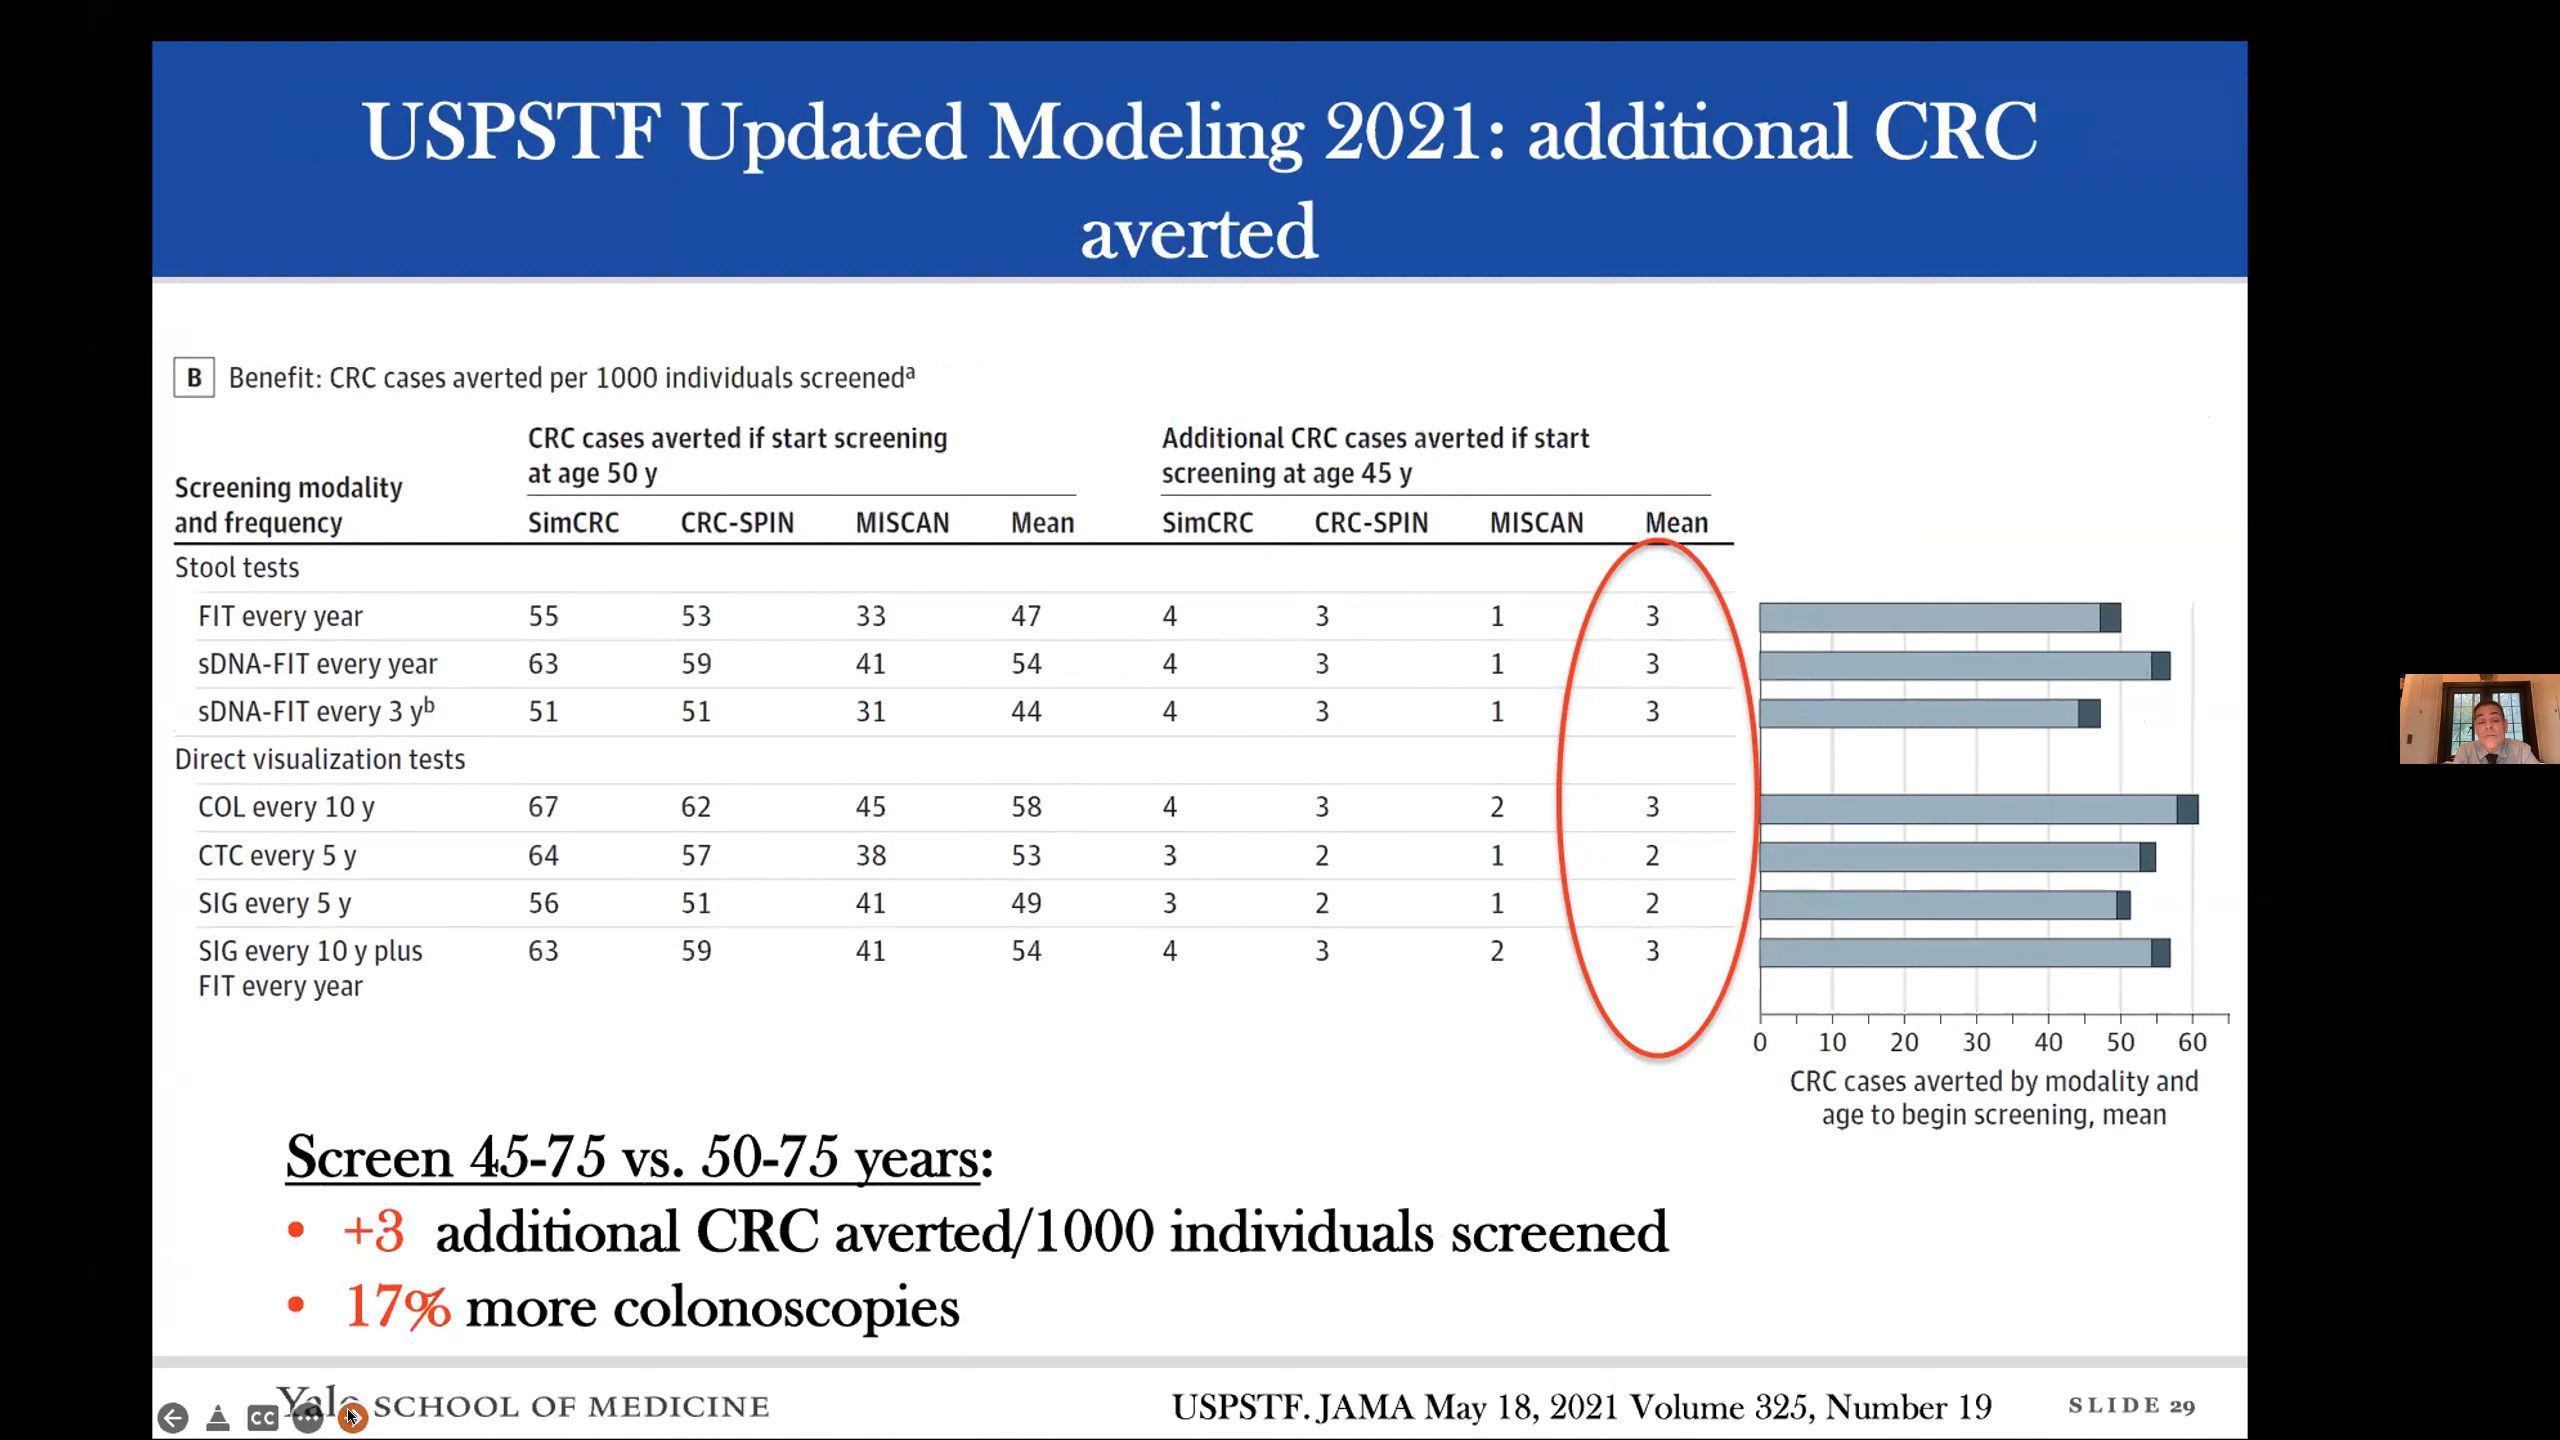 USPSTF Updated Modeling 2021: additional CRC
averted
B Benefit: CRC cases averted per 1000 individuals screenedᵃ
CRC cases averted if start screening
at age 50 y
Additional CRC cases averted if start
screening at age 45 y
Screening modality
and frequency
SimCRC CRC-SPIN MISCAN Mean SimCRC CRC-SPIN MISCAN Mean
Stool tests
FIT every year 55 53 33 47 4 3 1 3
sDNA-FIT every year 63 59 41 54 4 3 1 3
sDNA-FIT every 3 yᵇ 51 51 31 44 4 3 1 3
Direct visualization tests
COL every 10 y 67 62 45 58 4 3 2 3
CTC every 5 y 64 57 38 53 3 2 1 2
SIG every 5 y 56 51 41 49 3 2 1 2
SIG every 10 y plus 63 59 41 54 4 3 2 3
FIT every year
0 10 20 30 40 50 60
CRC cases averted by modality and
age to begin screening, mean
Screen 45-75 vs. 50-75 years:
• +3 additional CRC averted/1000 individuals screened
• 17% more colonoscopies
CC
Yale SCHOOL OF MEDICINE
USPSTF. JAMA May 18, 2021 Volume 325, Number 19
SLIDE 29